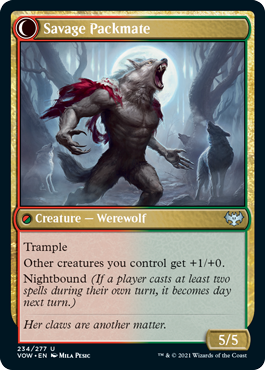 Savage Packmate
Creature — Werewolf
Trample
Other creatures you control get +1/+0.
Nightbound (If a player casts at least two
spells during their own turn, it becomes day
next turn.)
Her claws are another matter.
5/5
234/277 U
VOW • EN Mila Pesic
™ & © 2021 Wizards of the Coast